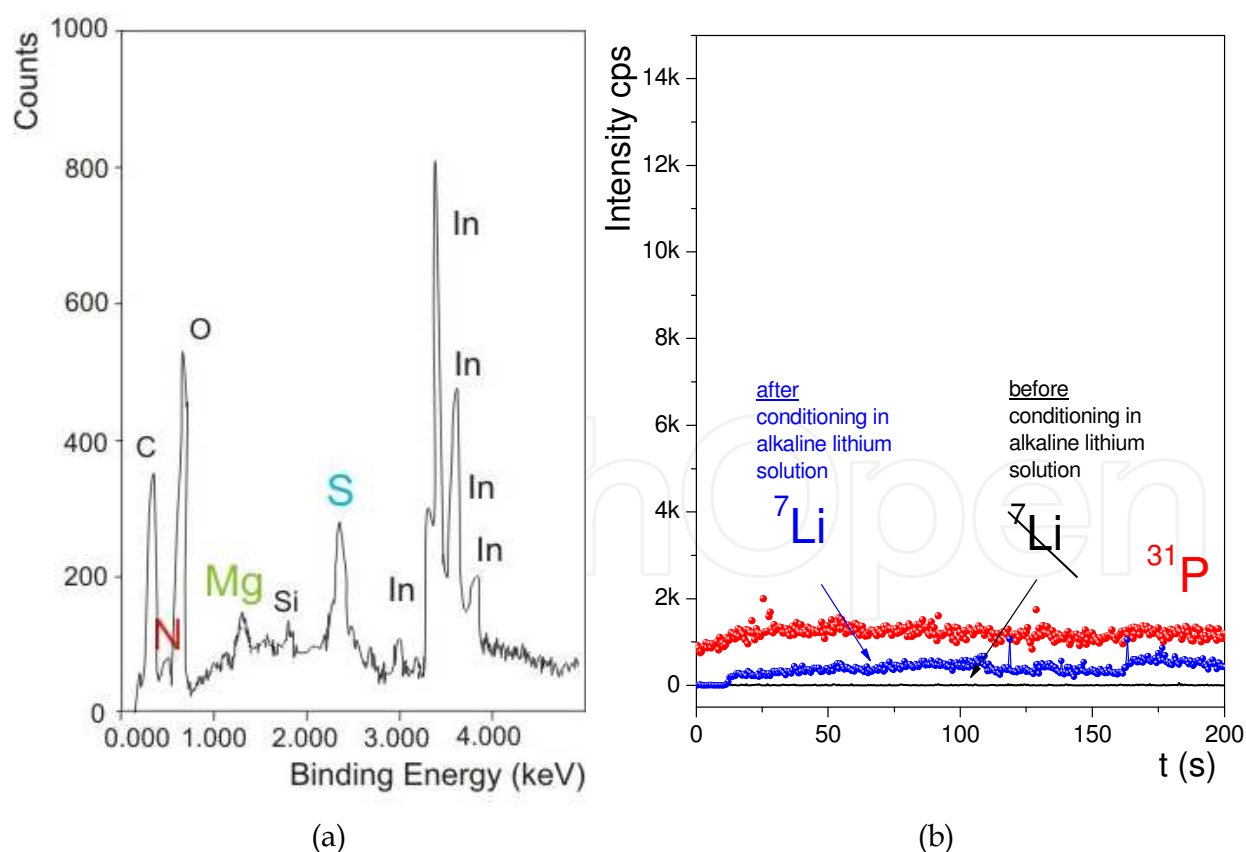 1000
800
600
400
200
0
Counts
C
N
O
Mg
Si
S
In
In
In
In
In
0.000 1.000 2.000 3.000 4.000
Binding Energy (keV)
(a)
14k
12k
10k
8k
6k
4k
2k
0
Intensity cps
after
conditioning in
alkaline lithium
solution
7Li
before
conditioning in
alkaline lithium
solution
7Li
31P
0 50 100 150 200
t (s)
(b)
hOpen